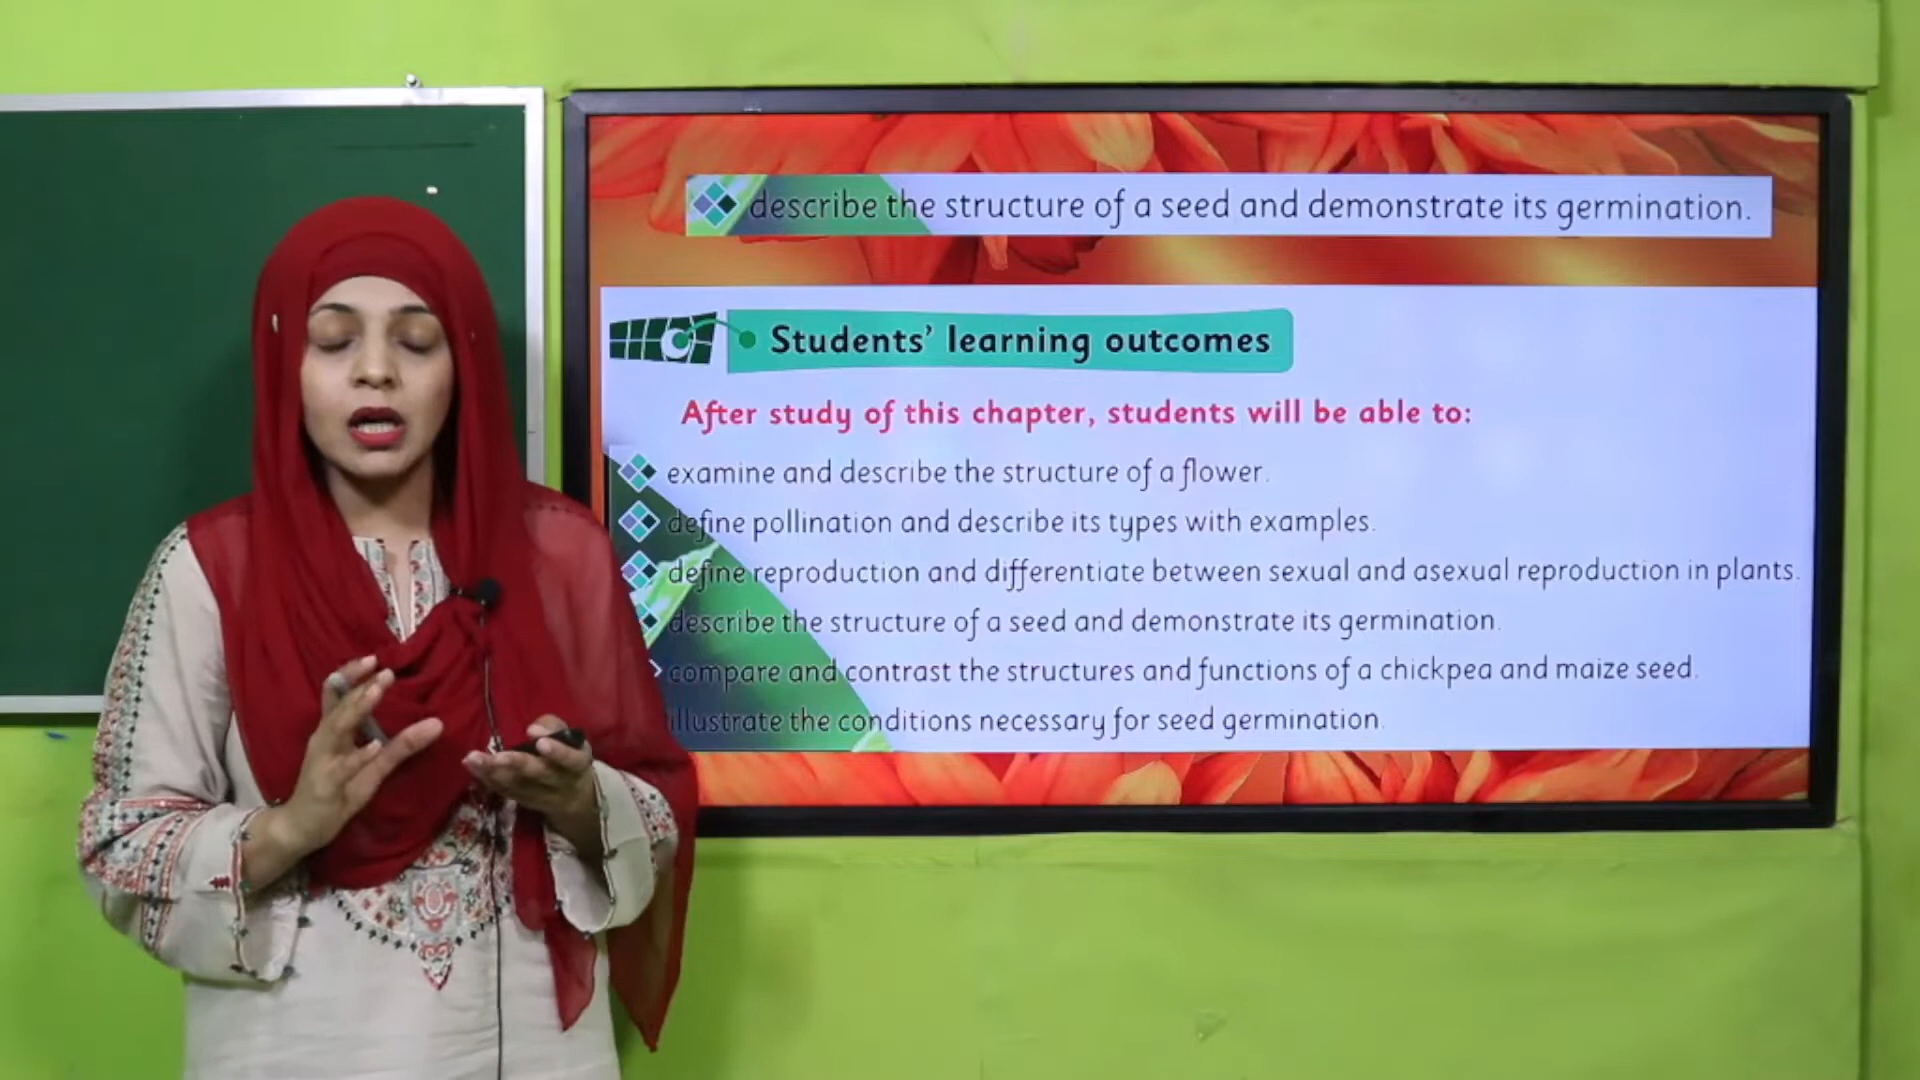 describe the structure of a seed and demonstrate its germination.
Students' learning outcomes
After study of this chapter, students will be able to:
examine and describe the structure of a flower.
define pollination and describe its types with examples.
define reproduction and differentiate between sexual and asexual reproduction in plants.
describe the structure of a seed and demonstrate its germination.
compare and contrast the structures and functions of a chickpea and maize seed.
illustrate the conditions necessary for seed germination.